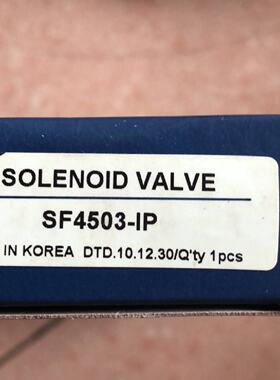 SOLENOID VALVE
SF4503-IP
IN KOREA DTD.10.12.30/Q'ty 1pcs